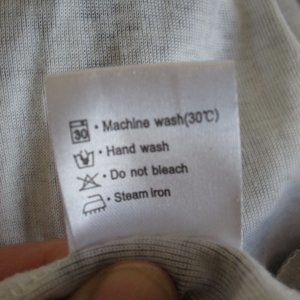 30 · Machine wash(30℃)
· Hand wash
· Do not bleach
· Steam iron